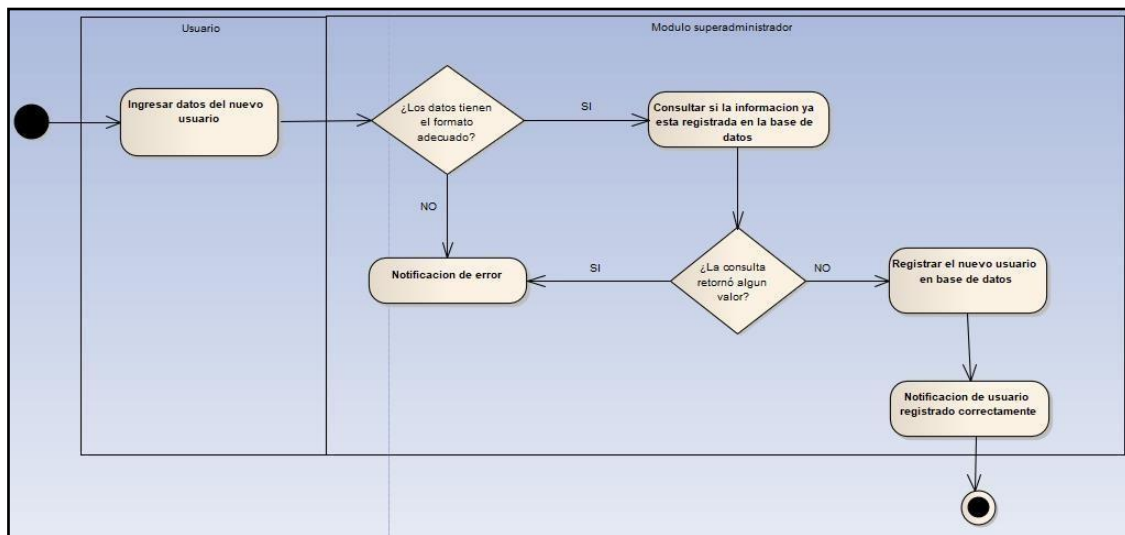 Usuario
Modulo superadministrador
Ingresar datos del nuevo
usuario
¿Los datos tienen
el formato
adecuado?
SI
Consultar si la informacion ya
esta registrada en la base de
datos
NO
Notificacion de error
SI
¿La consulta
retornó algun
valor?
NO
Registrar el nuevo usuario
en base de datos
Notificacion de usuario
registrado correctamente